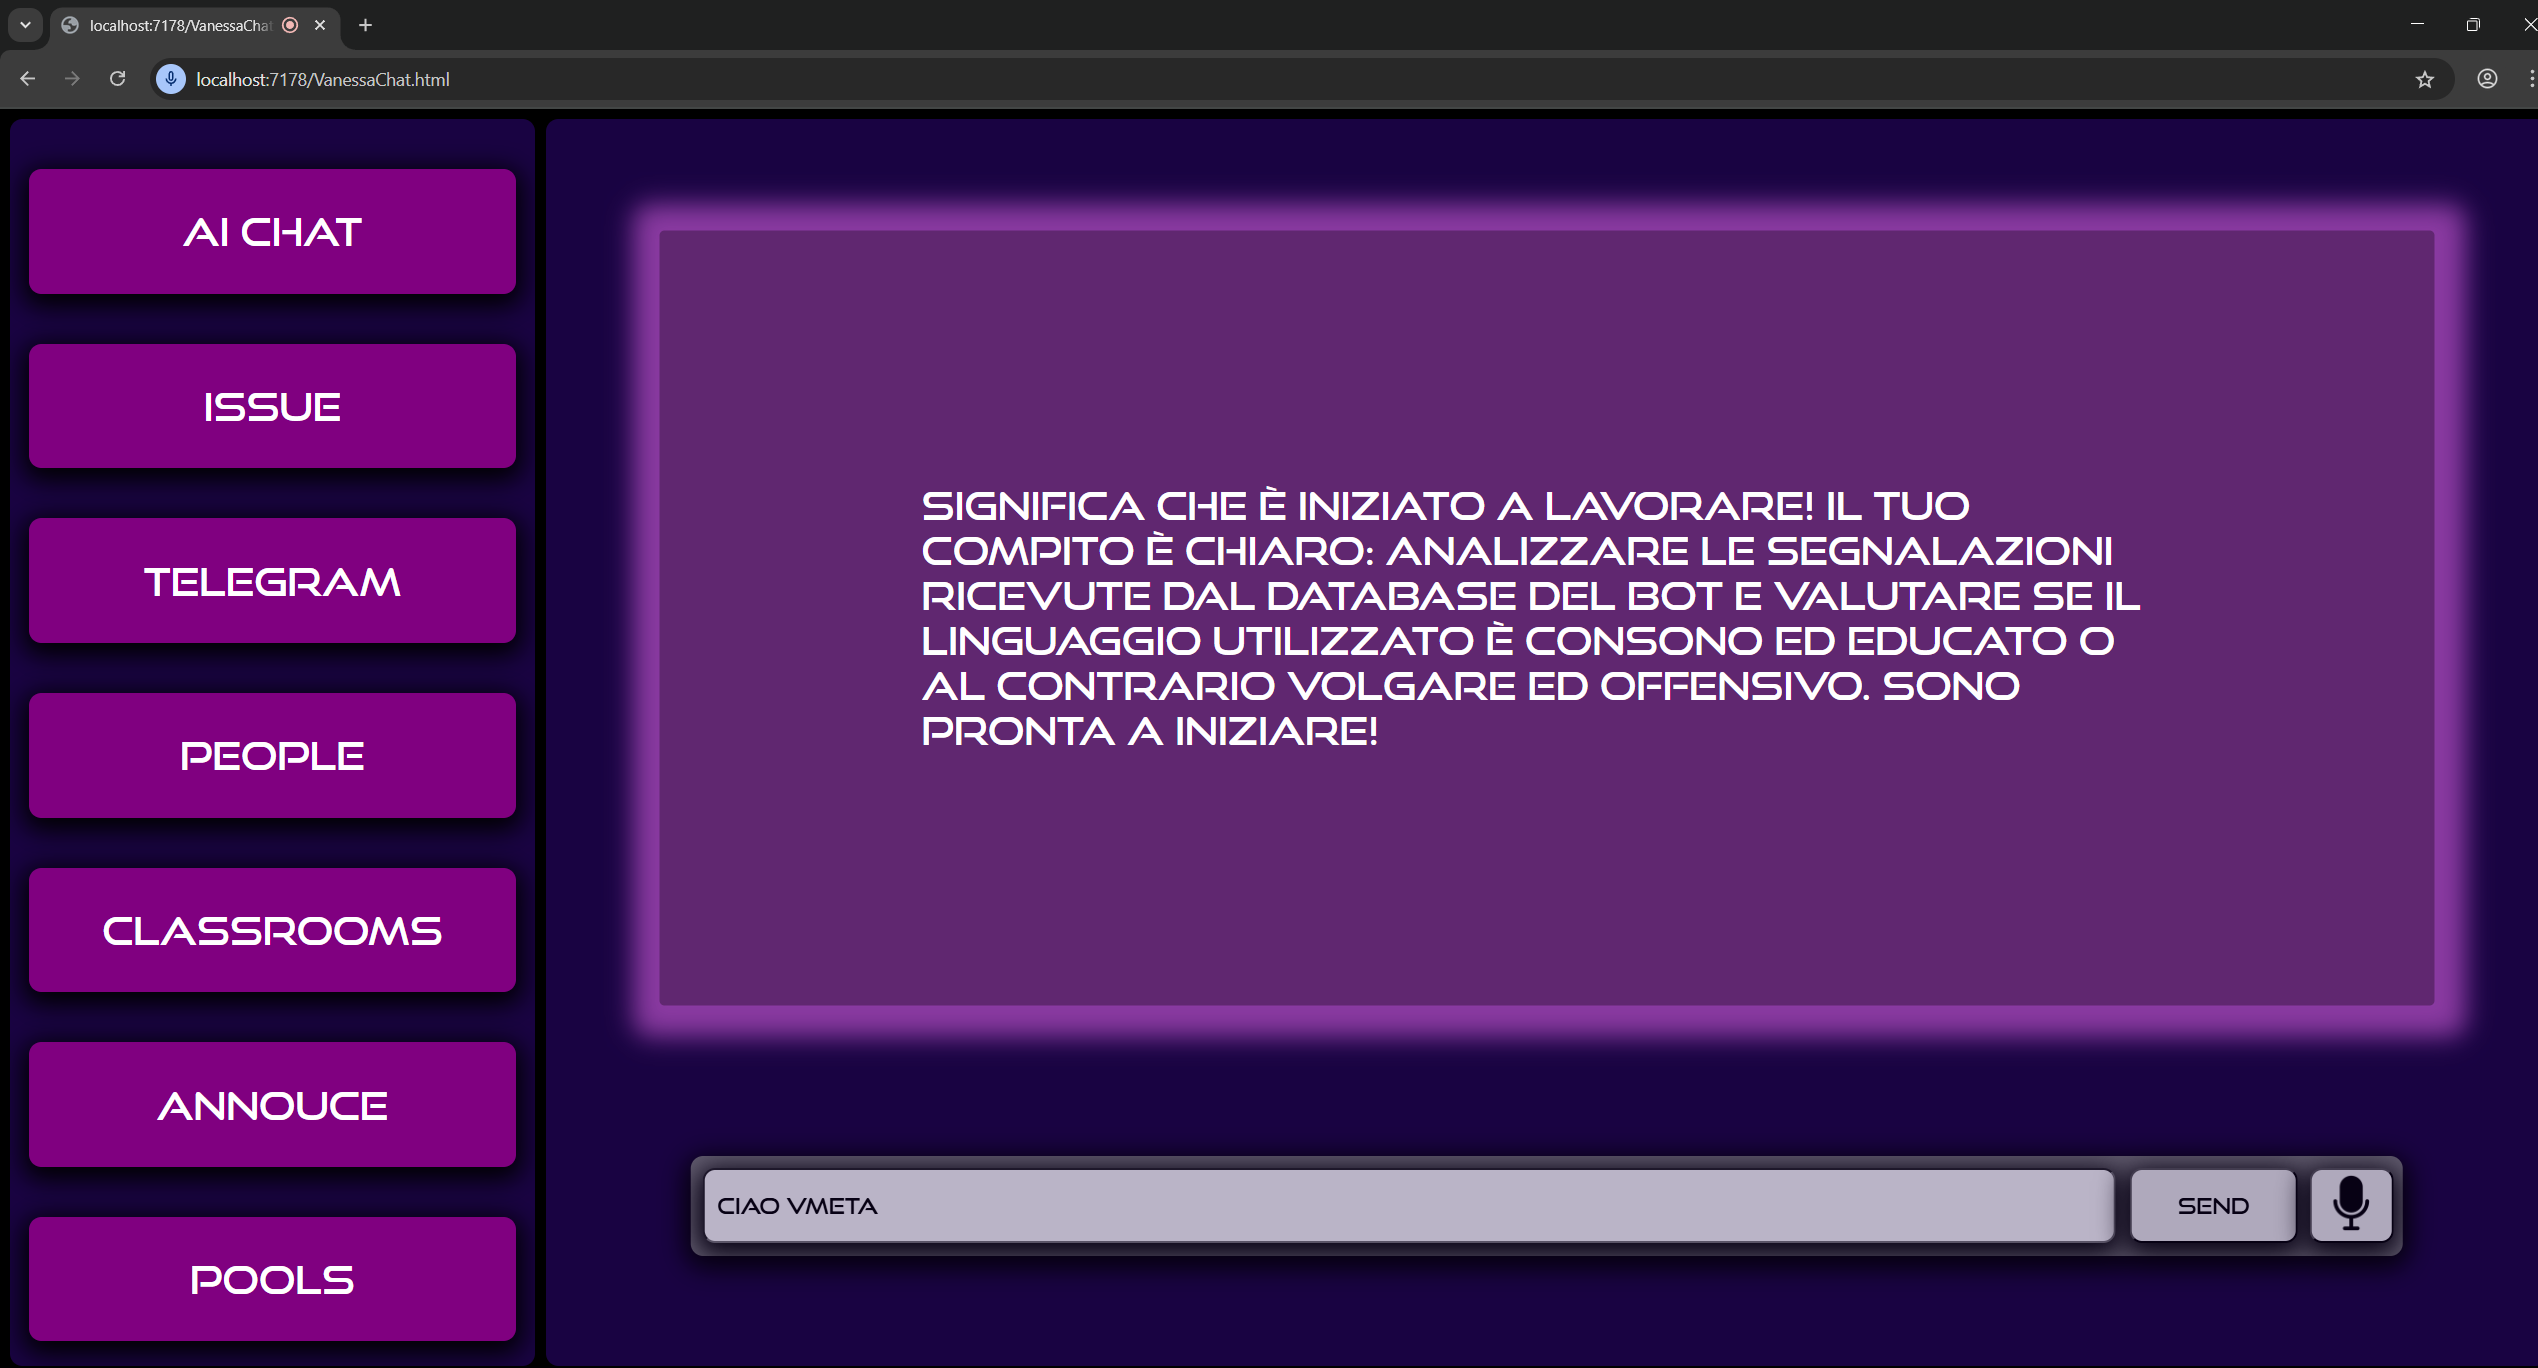 localhost:7178/VanessaChat
localhost:7178/VanessaChat.html
AI CHAT
ISSUE
TELEGRAM
PEOPLE
CLASSROOMS
ANNOUCE
POOLS
SIGNIFICA CHE È INIZIATO A LAVORARE! IL TUO
COMPITO È CHIARO: ANALIZZARE LE SEGNALAZIONI
RICEVUTE DAL DATABASE DEL BOT E VALUTARE SE IL
LINGUAGGIO UTILIZZATO È CONSONO ED EDUCATO O
AL CONTRARIO VOLGARE ED OFFENSIVO. SONO
PRONTA A INIZIARE!
CIAO VMETA
SEND